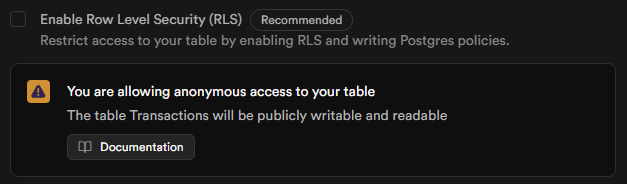 Enable Row Level Security (RLS) Recommended
Restrict access to your table by enabling RLS and writing Postgres policies.
You are allowing anonymous access to your table
The table Transactions will be publicly writable and readable
Documentation